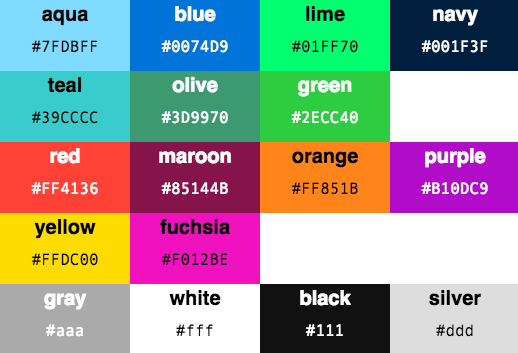 aqua blue lime navy
#7FDBFF #0074D9 #01FF70 #001F3F
teal olive green
#39CCCC #3D9970 #2ECC40
red maroon orange purple
#FF4136 #85144B #FF851B #B10DC9
yellow fuchsia
#FFDC00 #F012BE
gray white black silver
#aaa #fff #111 #ddd